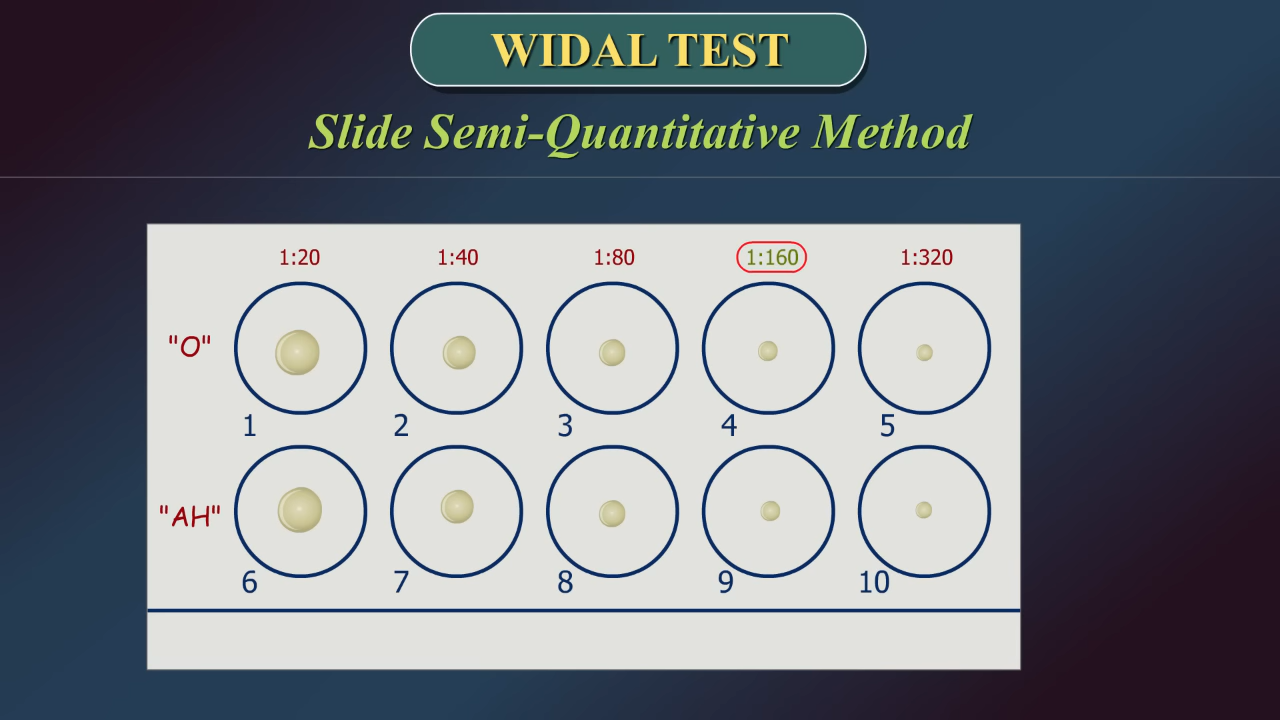 WIDAL TEST
Slide Semi-Quantitative Method
1:20 1:40 1:80 1:160 1:320
"O"
1 2 3 4 5
"AH"
6 7 8 9 10